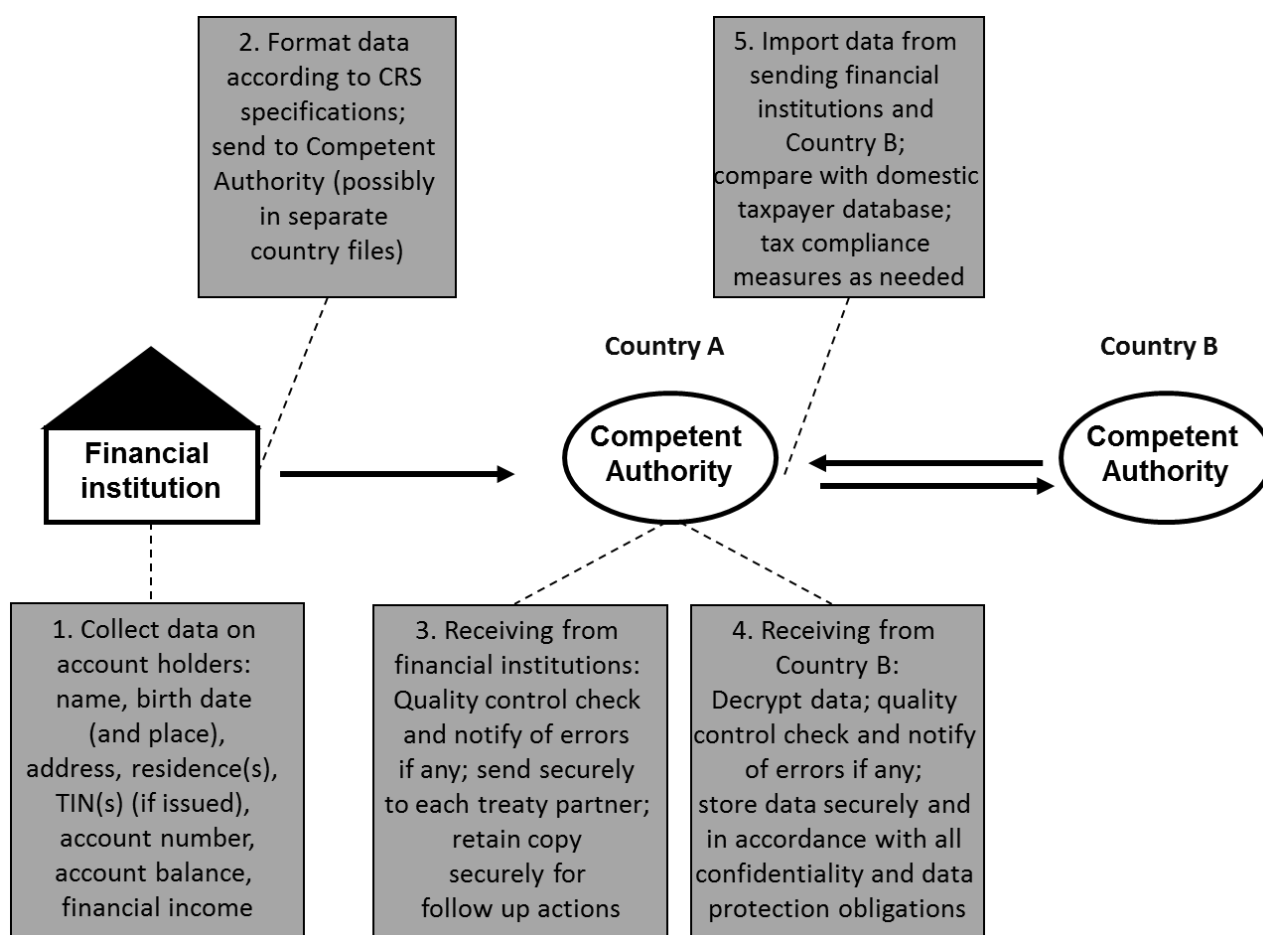 2. Format data
according to CRS
specifications;
send to Competent
Authority (possibly
in separate
country files)
5. Import data from
sending financial
institutions and
Country B;
compare with domestic
taxpayer database;
tax compliance
measures as needed
Country A
Country B
Financial
institution
Competent
Authority
Competent
Authority
1. Collect data on
account holders:
name, birth date
(and place),
address, residence(s),
TIN(s) (if issued),
account number,
account balance,
financial income
3. Receiving from
financial institutions:
Quality control check
and notify of errors
if any; send securely
to each treaty partner;
retain copy
securely for
follow up actions
4. Receiving from
Country B:
Decrypt data; quality
control check and notify
of errors if any;
store data securely and
in accordance with all
confidentiality and data
protection obligations